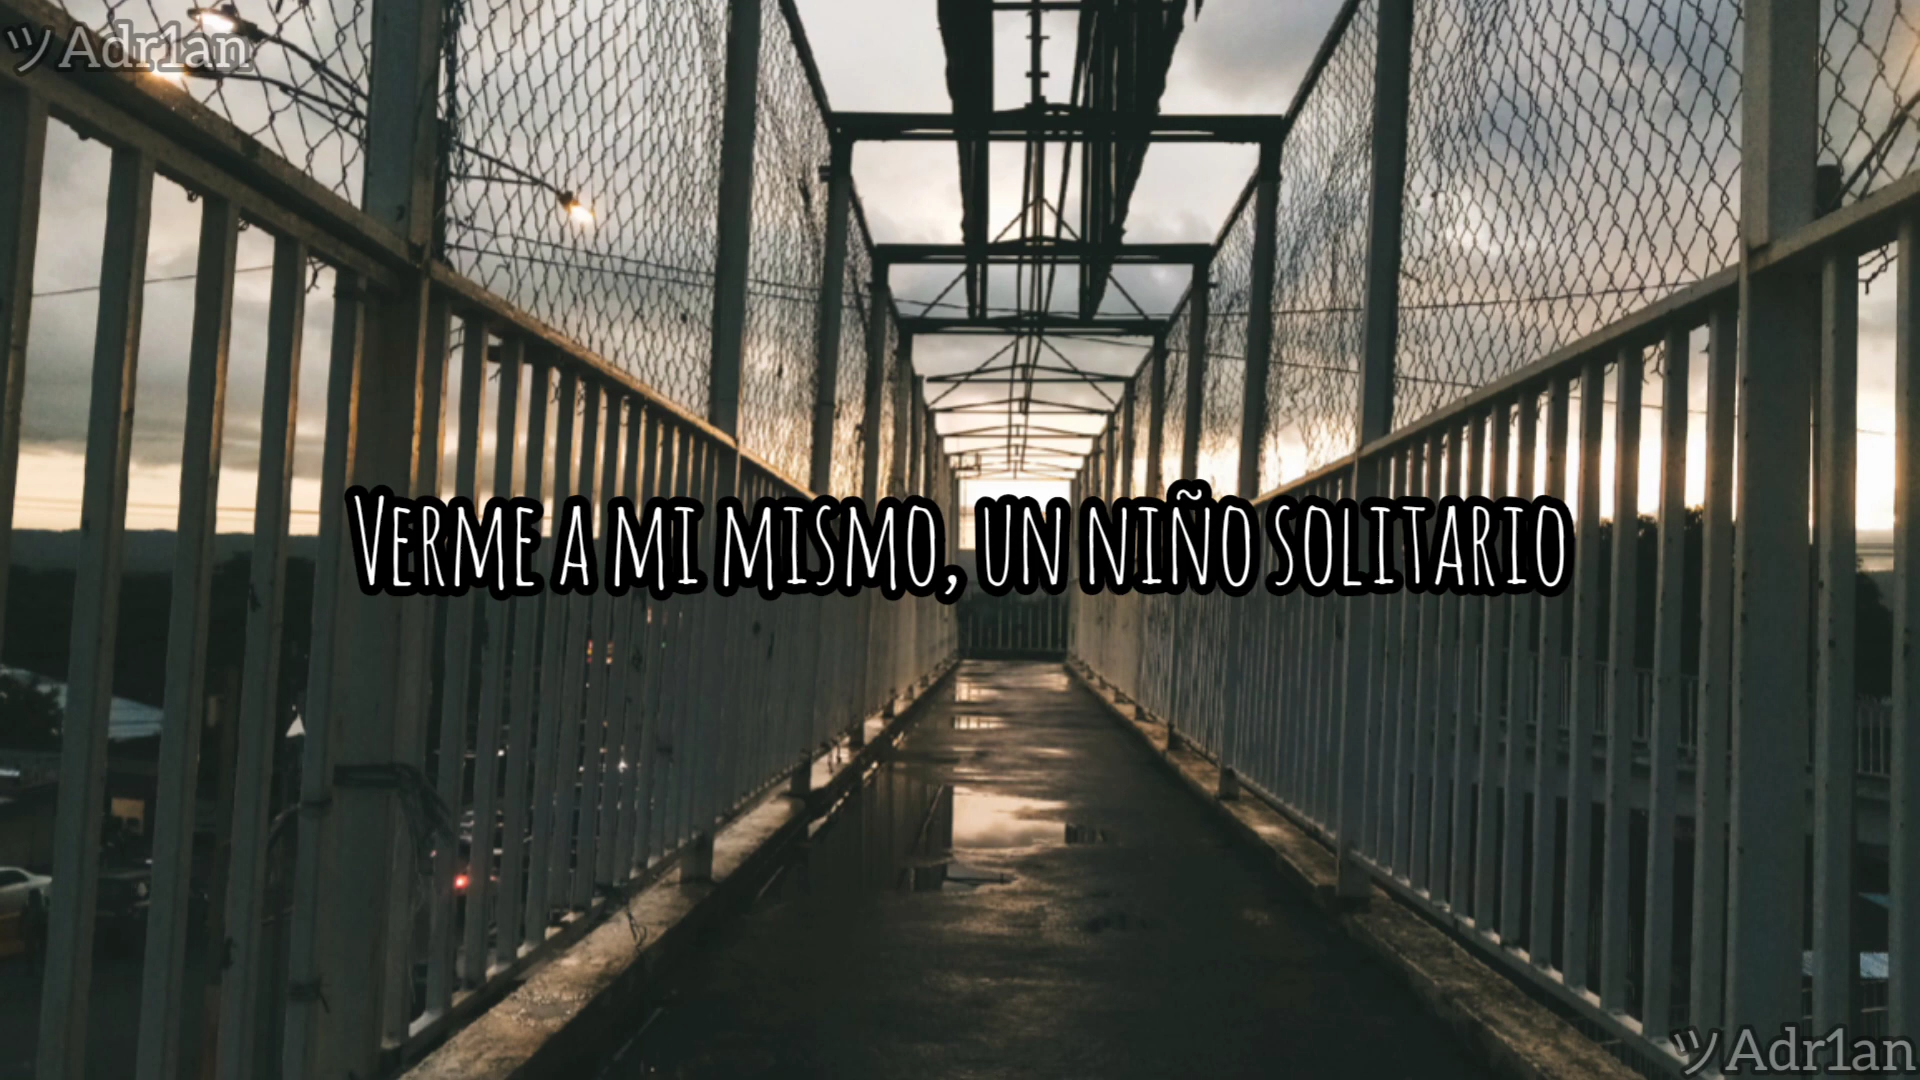 ツAdr1an
Verme a mi mismo, un niño solitario
ツAdr1an